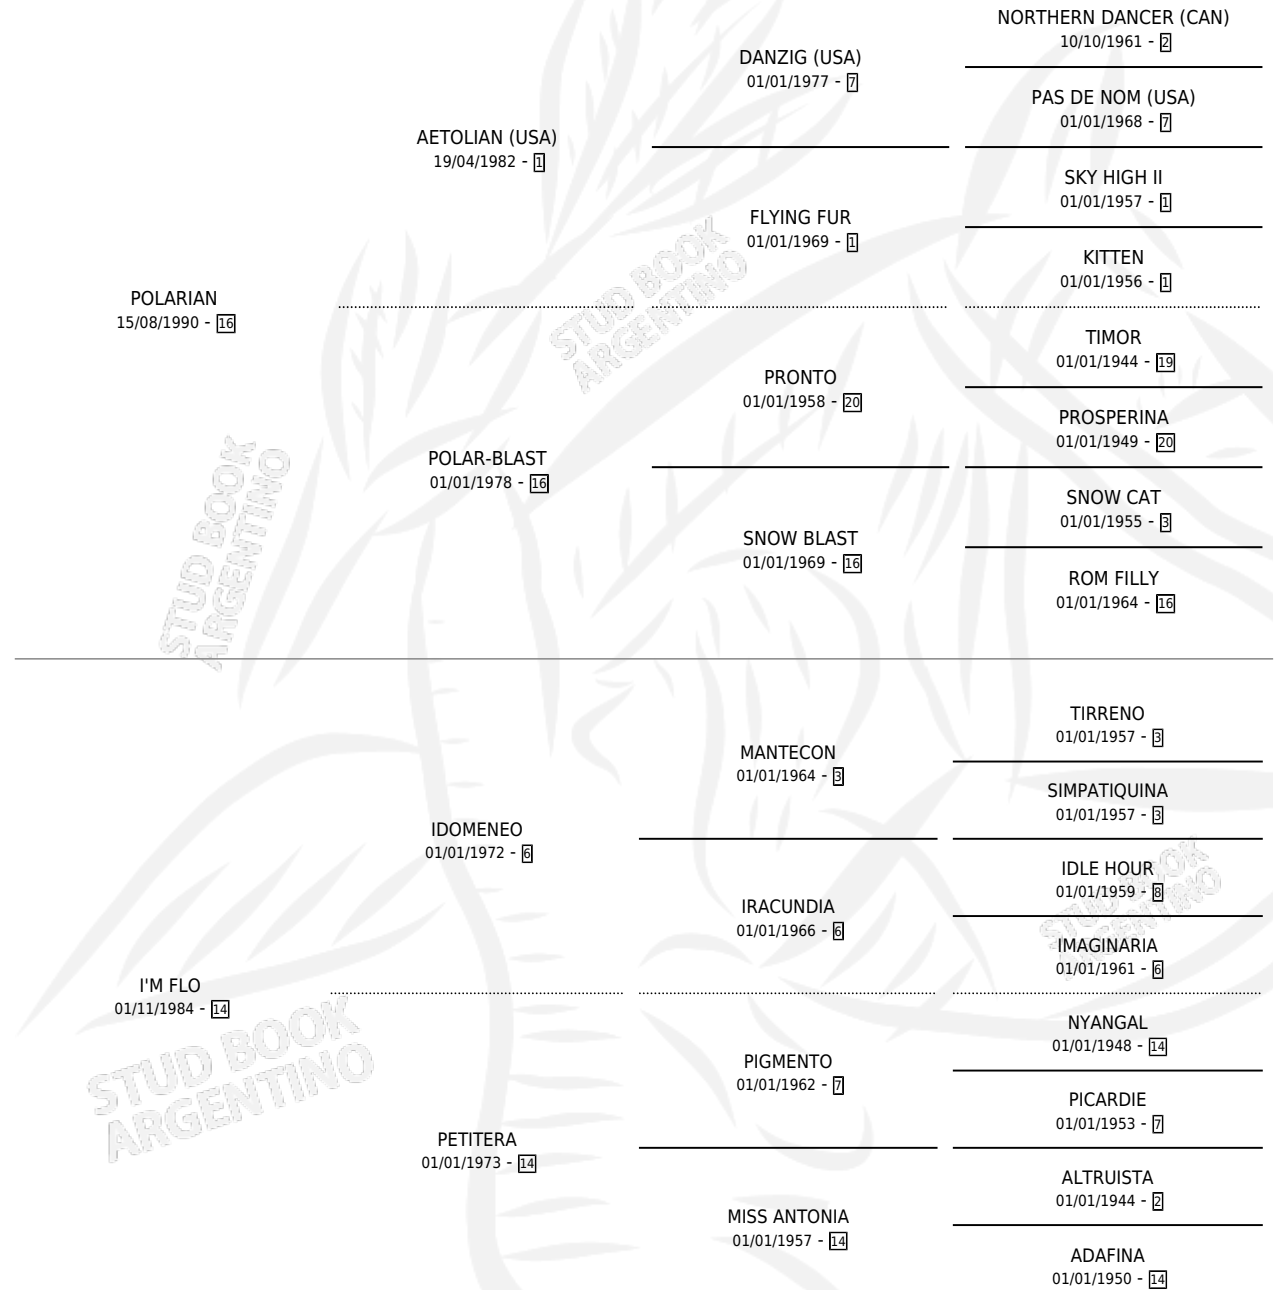 NORTHERN DANCER (CAN)
10/10/1961 - 2
DANZIG (USA)
01/01/1977 - 7
PAS DE NOM (USA)
01/01/1968 - 7
AETOLIAN (USA)
19/04/1982 - 1
SKY HIGH II
01/01/1957 - 1
FLYING FUR
01/01/1969 - 1
KITTEN
01/01/1956 - 1
POLARIAN
15/08/1990 - 16
TIMOR
01/01/1944 - 19
PRONTO
01/01/1958 - 20
PROSPERINA
01/01/1949 - 20
POLAR-BLAST
01/01/1978 - 16
SNOW CAT
01/01/1955 - 3
SNOW BLAST
01/01/1969 - 16
ROM FILLY
01/01/1964 - 16
TIRRENO
01/01/1957 - 3
MANTECON
01/01/1964 - 3
SIMPATIQUINA
01/01/1957 - 3
IDOMENEO
01/01/1972 - 6
IDLE HOUR
01/01/1959 - 8
IRACUNDIA
01/01/1966 - 6
IMAGINARIA
01/01/1961 - 6
I'M FLO
01/11/1984 - 14
NYANGAL
01/01/1948 - 14
PIGMENTO
01/01/1962 - 7
PICARDIE
01/01/1953 - 7
PETITERA
01/01/1973 - 14
ALTRUISTA
01/01/1944 - 2
MISS ANTONIA
01/01/1957 - 14
ADAFINA
01/01/1950 - 14
STUD BOOK
ARGENTINO
STUD BOOK
ARGENTINO
STUD BOOK
ARGENTINO
STUD BOOK
ARGENTINO